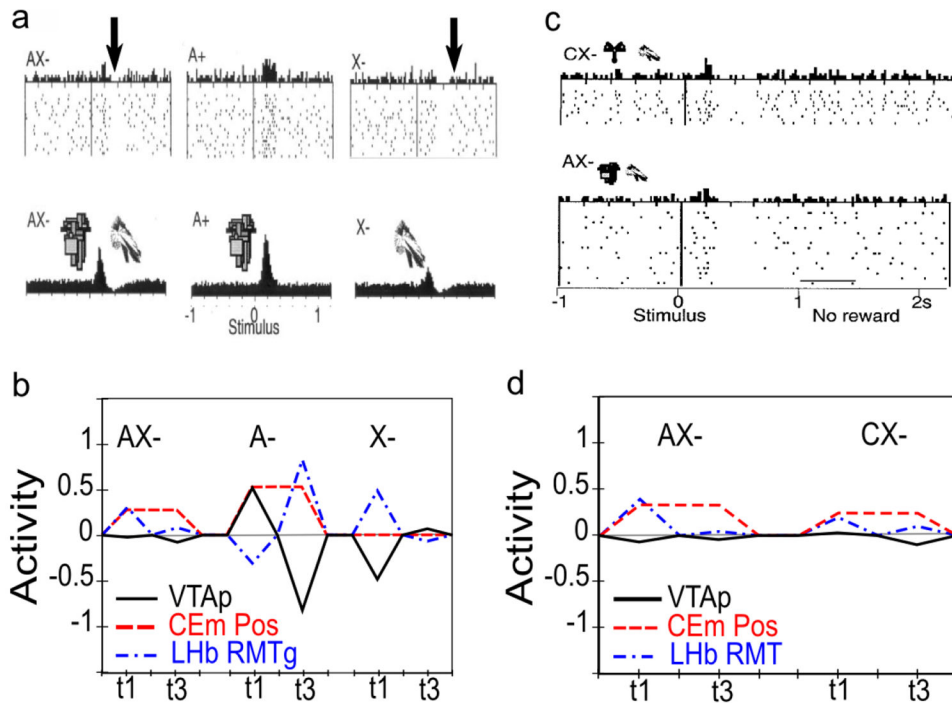 a
AX-
A+
X-
AX-
A+
X-
-1
0
1
Stimulus
c
CX-
AX-
-1
0
1
2s
Stimulus
No reward
b
AX-
A-
X-
1
0.5
0
-0.5
-1
Activity
VTAp
CEm Pos
LHb RMTg
t1
t3
t1
t3
t1
t3
d
AX-
CX-
1
0.5
0
-0.5
-1
Activity
VTAp
CEm Pos
LHb RMT
t1
t3
t1
t3